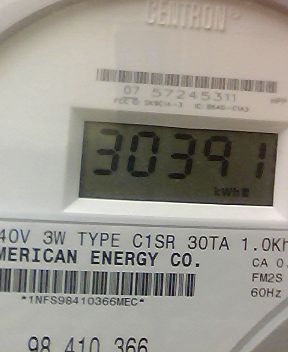 CENTRON®
07 57245311
30391
kWh
40V 3W TYPE C1SR 30TA 1.0Kh
MERICAN ENERGY CO.
CA 0.
FM2S
60Hz
*1NFS98410366MEC*
98 410 366